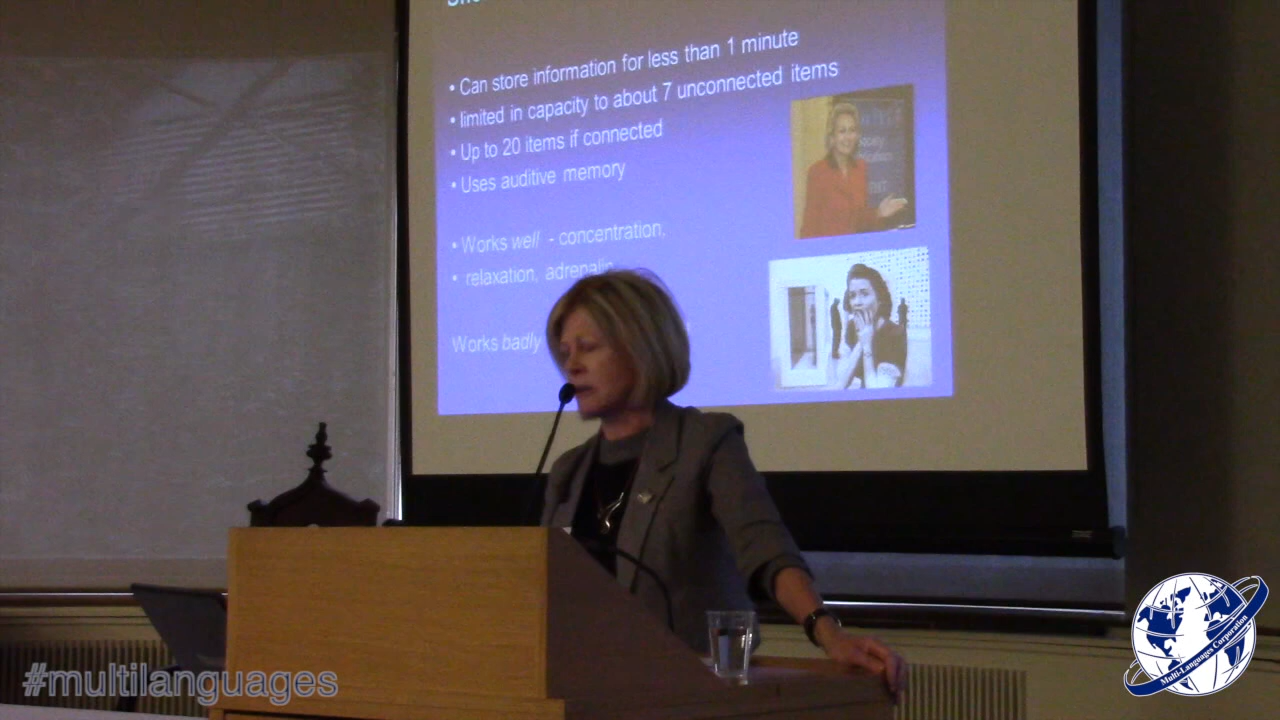 • Can store information for less than 1 minute
• limited in capacity to about 7 unconnected items
• Up to 20 items if connected
• Uses auditive memory
• Works well - concentration,
• relaxation, adrenalin
Works badly
#multilanguages
Multi-Languages Corporation